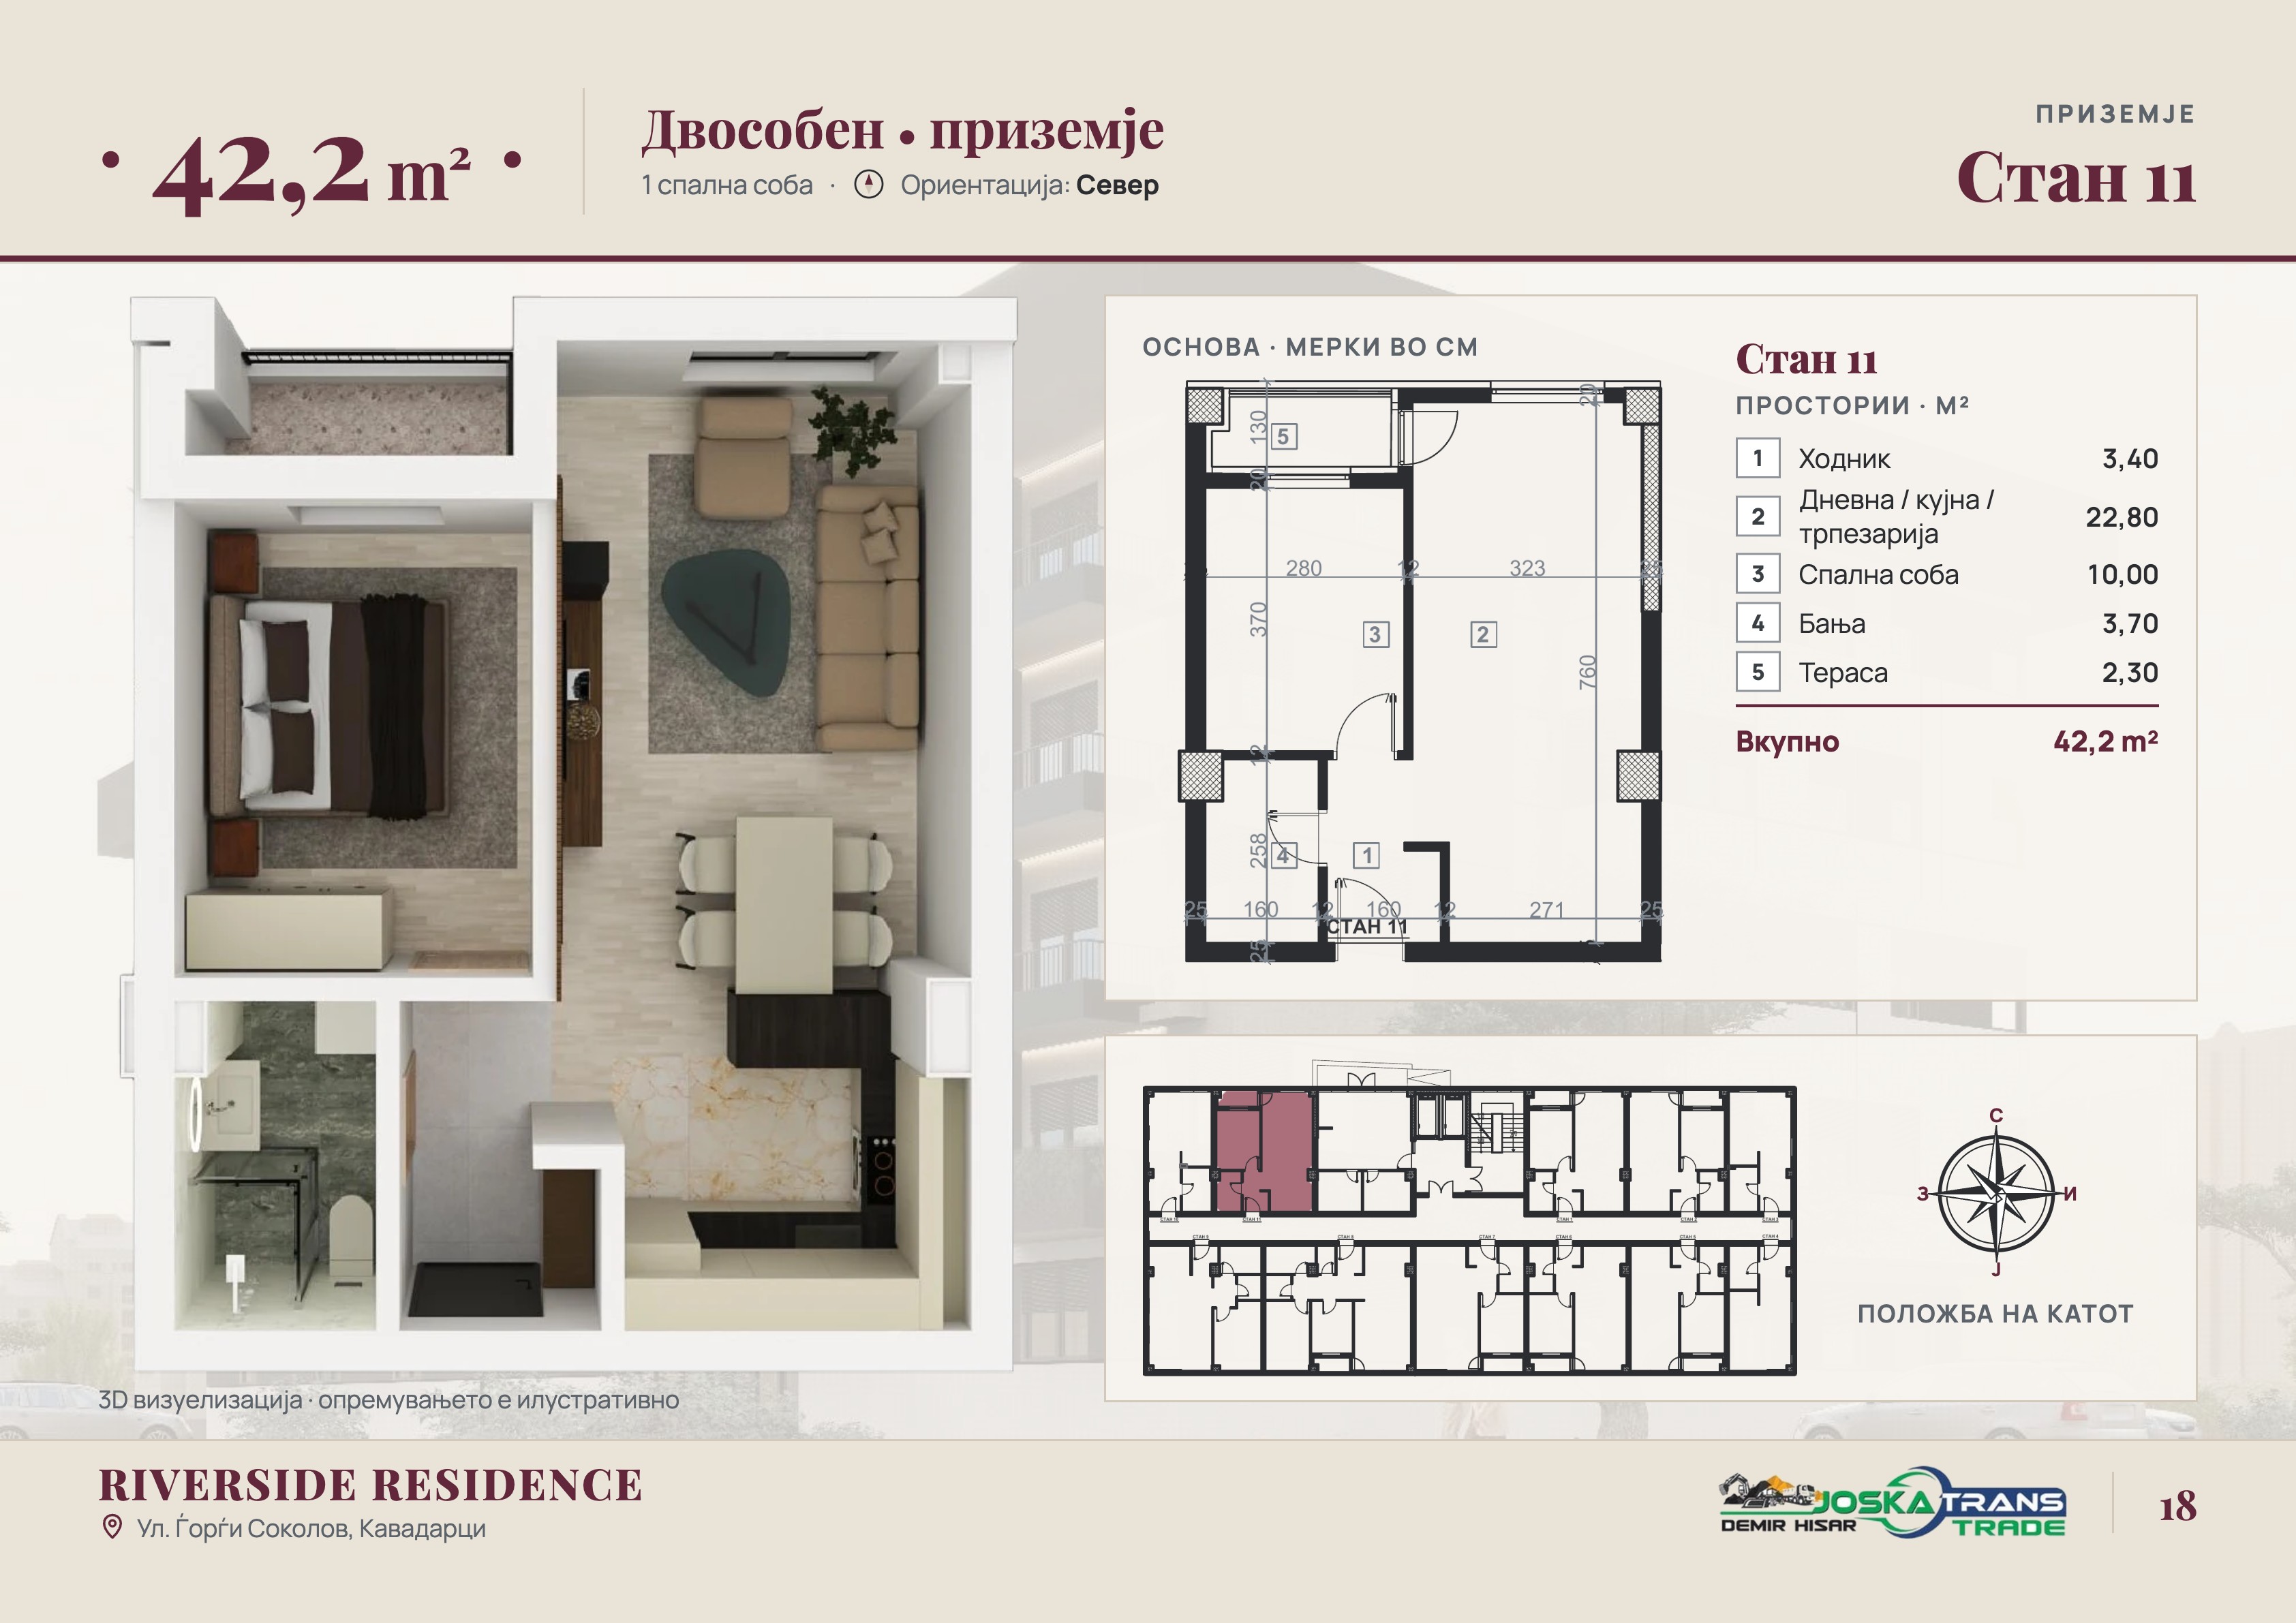 42,2 m²
Двособен • приземје
1 спална соба · Ориентација: Север
ПРИЗЕМЈЕ
Стан 11
ОСНОВА · МЕРКИ ВО СМ
20
130
5
20
280
12
323
370
3
2
760
12
258
4
1
25
160
12
160
12
271
25
СТАН 11
25
Стан 11
ПРОСТОРИИ · М²
1 Ходник 3,40
2 Дневна / кујна /
трпезарија 22,80
3 Спална соба 10,00
4 Бања 3,70
5 Тераса 2,30
Вкупно 42,2 m²
С
З И
Ј
ПОЛОЖБА НА КАТОТ
3D визуелизација · опремувањето е илустративно
RIVERSIDE RESIDENCE
Ул. Ѓорѓи Соколов, Кавадарци
JOSKA TRANS
DEMIR HISAR TRADE
18